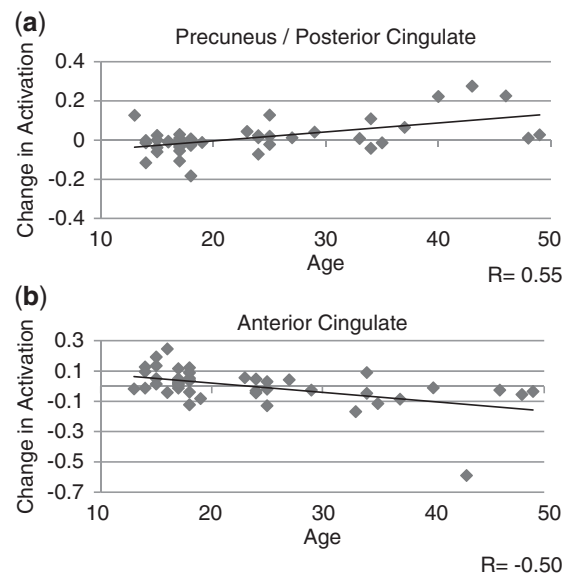 (a)
Precuneus / Posterior Cingulate
Change in Activation
0.4
0.2
0
-0.2
-0.4
10 20 30 40 50
Age
R= 0.55
(b)
Anterior Cingulate
Change in Activation
0.3
0.1
-0.1
-0.3
-0.5
-0.7
10 20 30 40 50
Age
R= -0.50